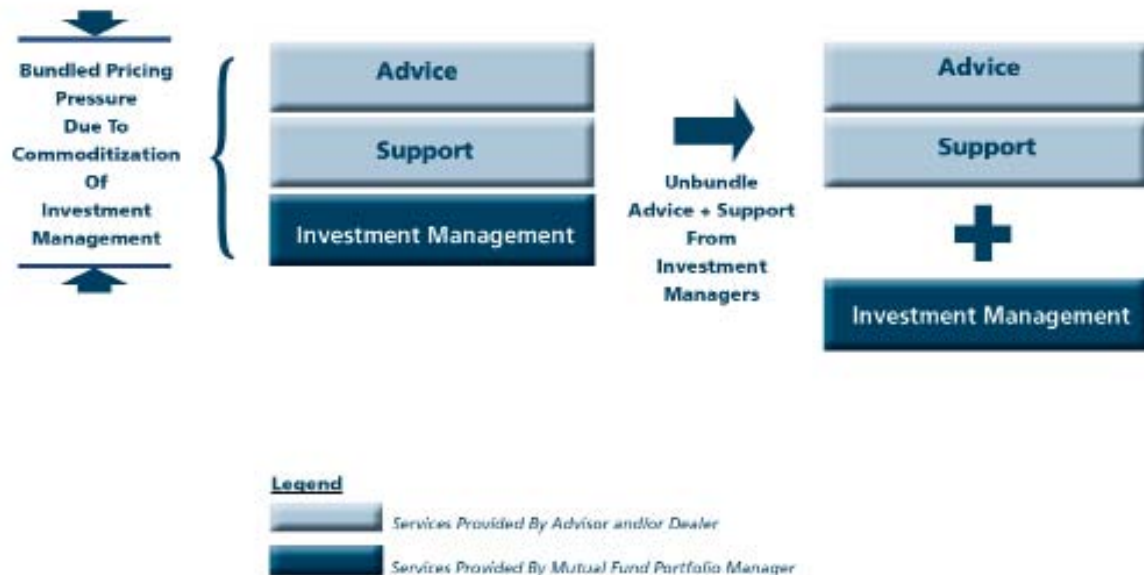 Bundled Pricing
Pressure
Due To
Commoditization
Of
Investment
Management
Advice
Support
Investment Management
Unbundle
Advice + Support
From
Investment
Managers
Advice
Support
+
Investment Management
Legend
Services Provided By Advisor and/or Dealer
Services Provided By Mutual Fund Portfolio Manager